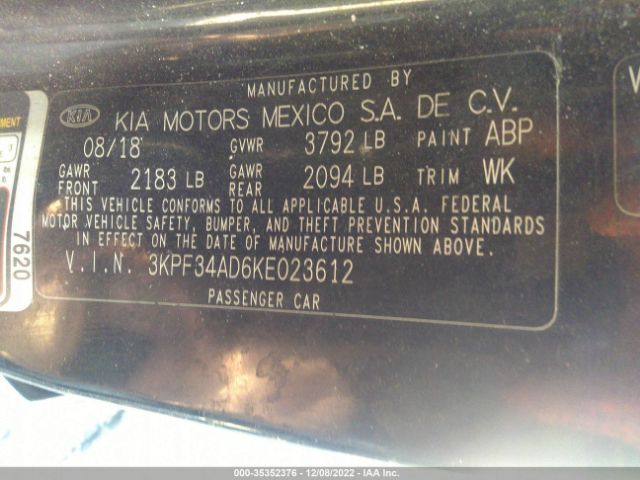 MANUFACTURED BY
KIA KIA MOTORS MEXICO S.A. DE C.V.
08/18 GVWR 3792 LB PAINT ABP
GAWR FRONT 2183 LB GAWR REAR 2094 LB TRIM WK
THIS VEHICLE CONFORMS TO ALL APPLICABLE U.S.A. FEDERAL
MOTOR VEHICLE SAFETY, BUMPER, AND THEFT PREVENTION STANDARDS
IN EFFECT ON THE DATE OF MANUFACTURE SHOWN ABOVE.
V.I.N. 3KPF34AD6KE023612
PASSENGER CAR
7620
000-35352376 - 12/08/2022 - IAA Inc.